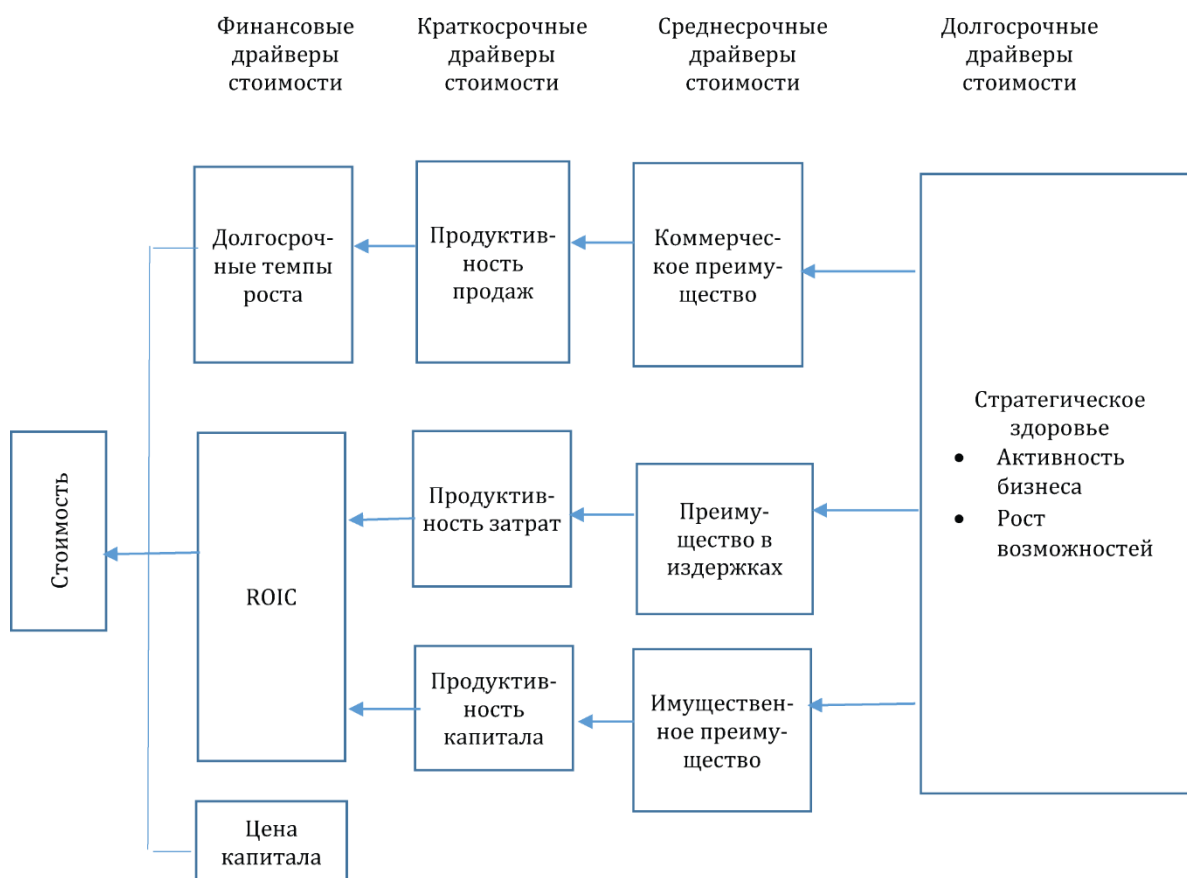 Финансовые
драйверы
стоимости
Краткосрочные
драйверы
стоимости
Среднесрочные
драйверы
стоимости
Долгосрочные
драйверы
стоимости
Долгосроч-
ные темпы
роста
Продуктив-
ность
продаж
Коммерчес-
кое преиму-
щество
Стратегическое
здоровье
• Активность
бизнеса
• Рост
возможностей
Стоимость
ROIC
Продуктив-
ность затрат
Преиму-
щество в
издержках
Продуктив-
ность
капитала
Имуществен-
ное преиму-
щество
Цена
капитала